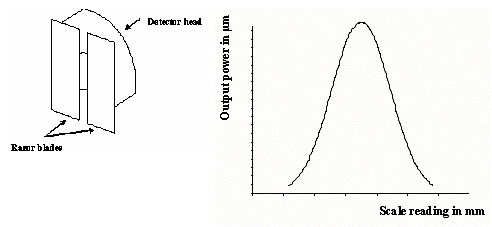 Detector head
Razor blades
Output power in μm
Scale reading in mm